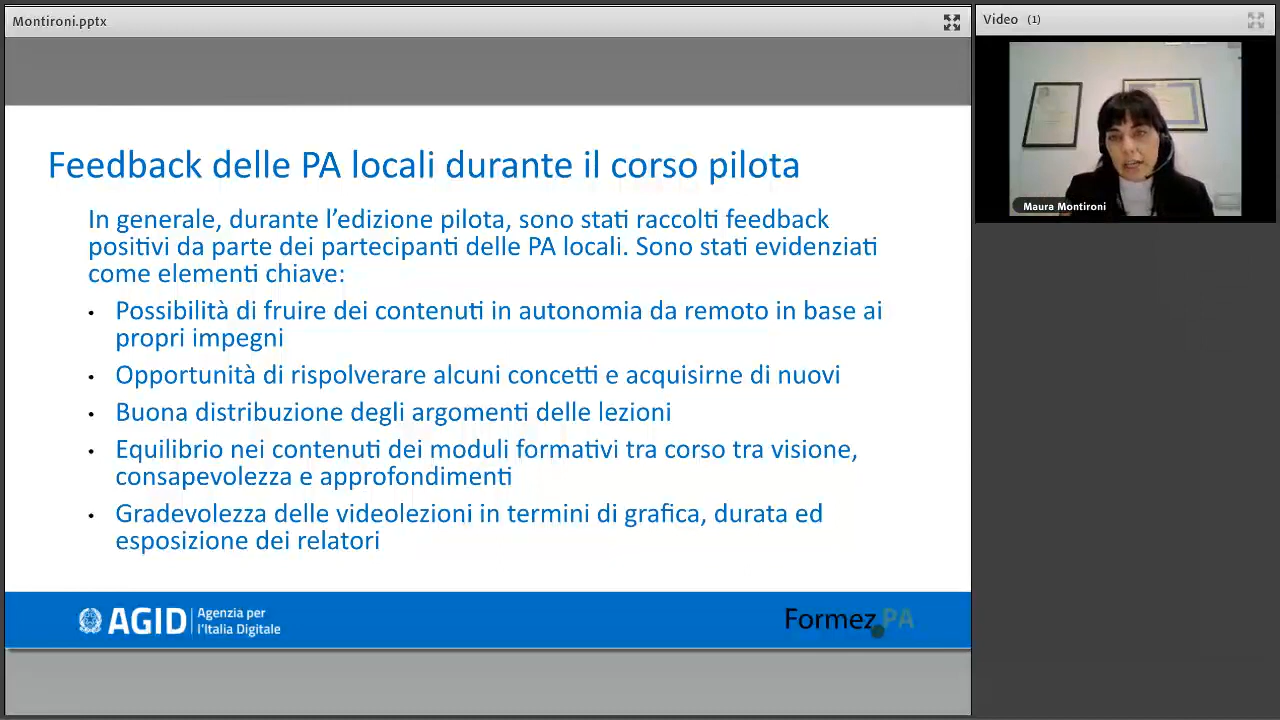 Montironi.pptx
Video (1)
Maura Montironi
Feedback delle PA locali durante il corso pilota
In generale, durante l’edizione pilota, sono stati raccolti feedback
positivi da parte dei partecipanti delle PA locali. Sono stati evidenziati
come elementi chiave:
• Possibilità di fruire dei contenuti in autonomia da remoto in base ai
propri impegni
• Opportunità di rispolverare alcuni concetti e acquisirne di nuovi
• Buona distribuzione degli argomenti delle lezioni
• Equilibrio nei contenuti dei moduli formativi tra corso tra visione,
consapevolezza e approfondimenti
• Gradevolezza delle videolezioni in termini di grafica, durata ed
esposizione dei relatori
AGID Agenzia per
l’Italia Digitale
Formez PA